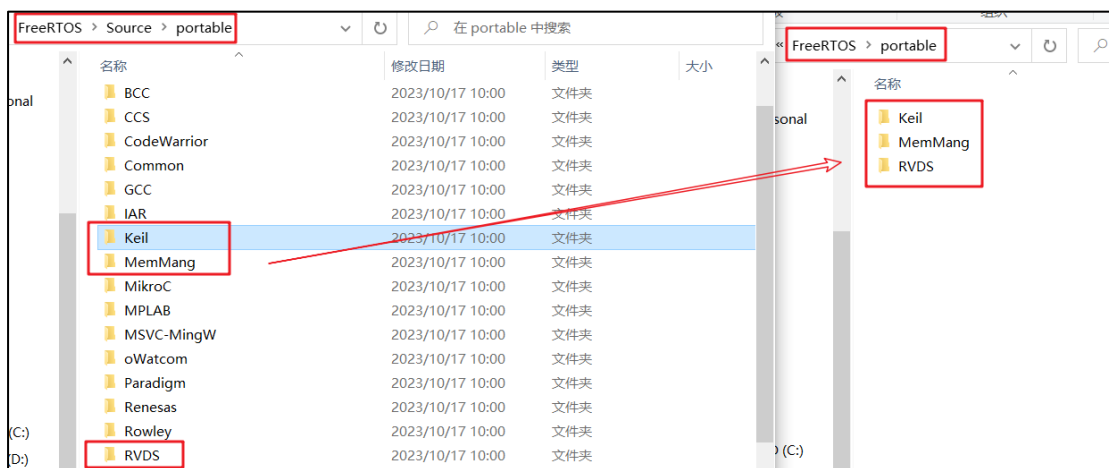 FreeRTOS > Source > portable
在 portable 中搜索
名称 修改日期 类型 大小
BCC 2023/10/17 10:00 文件夹
CCS 2023/10/17 10:00 文件夹
CodeWarrior 2023/10/17 10:00 文件夹
Common 2023/10/17 10:00 文件夹
GCC 2023/10/17 10:00 文件夹
IAR 2023/10/17 10:00 文件夹
Keil 2023/10/17 10:00 文件夹
MemMang 2023/10/17 10:00 文件夹
MikroC 2023/10/17 10:00 文件夹
MPLAB 2023/10/17 10:00 文件夹
MSVC-MingW 2023/10/17 10:00 文件夹
oWatcom 2023/10/17 10:00 文件夹
Paradigm 2023/10/17 10:00 文件夹
Renesas 2023/10/17 10:00 文件夹
Rowley 2023/10/17 10:00 文件夹
RVDS 2023/10/17 10:00 文件夹
onal
(C:)
(D:)
« FreeRTOS > portable
名称
Keil
MemMang
RVDS
sonal
(C:)